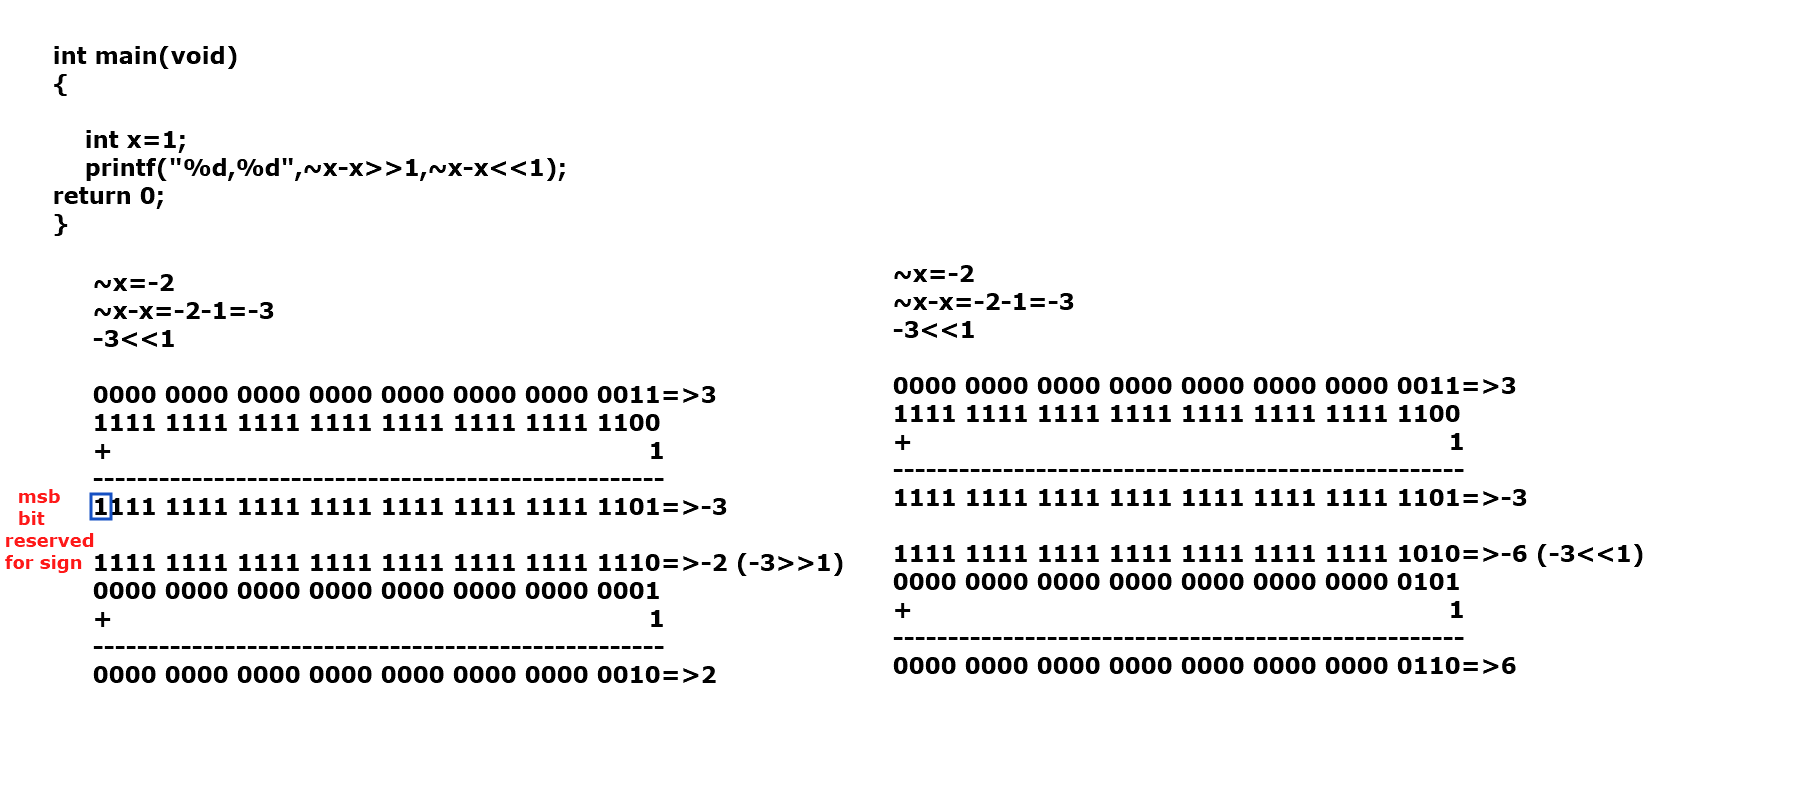 int main(void)
{
int x=1;
printf("%d,%d",~x-x>>1,~x-x<<1);
return 0;
}
~x=-2
~x-x=-2-1=-3
-3<<1
0000 0000 0000 0000 0000 0000 0000 0011=>3
1111 1111 1111 1111 1111 1111 1111 1100
+ 1
---------------------------------------------------
1111 1111 1111 1111 1111 1111 1111 1101=>-3
msb
bit
reserved
for sign
1111 1111 1111 1111 1111 1111 1111 1110=>-2 (-3>>1)
0000 0000 0000 0000 0000 0000 0000 0001
+ 1
---------------------------------------------------
0000 0000 0000 0000 0000 0000 0000 0010=>2
~x=-2
~x-x=-2-1=-3
-3<<1
0000 0000 0000 0000 0000 0000 0000 0011=>3
1111 1111 1111 1111 1111 1111 1111 1100
+ 1
---------------------------------------------------
1111 1111 1111 1111 1111 1111 1111 1101=>-3
1111 1111 1111 1111 1111 1111 1111 1010=>-6 (-3<<1)
0000 0000 0000 0000 0000 0000 0000 0101
+ 1
---------------------------------------------------
0000 0000 0000 0000 0000 0000 0000 0110=>6